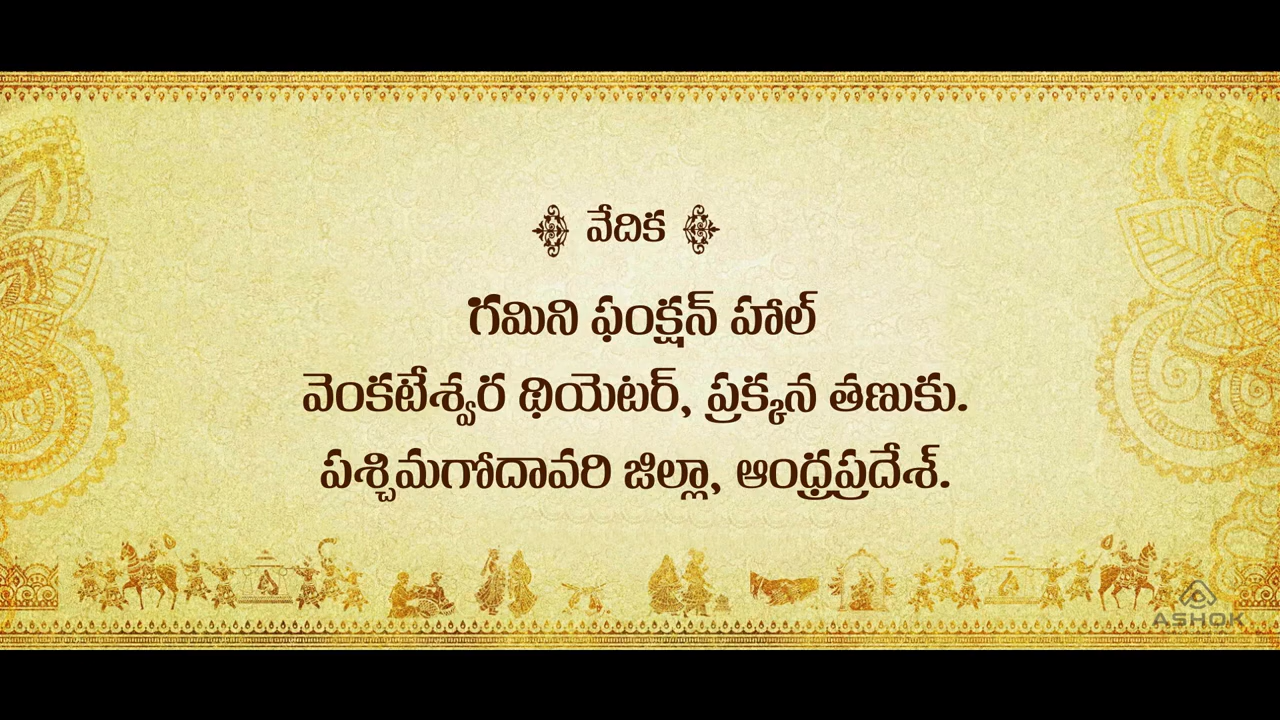 వేదిక
గమిని ఫంక్షన్ హాల్
వెంకటేశ్వర థియెటర్, ప్రక్కన తణుకు.
పశ్చిమగోదావరి జిల్లా, ఆంధ్రప్రదేశ్.
ASHOK